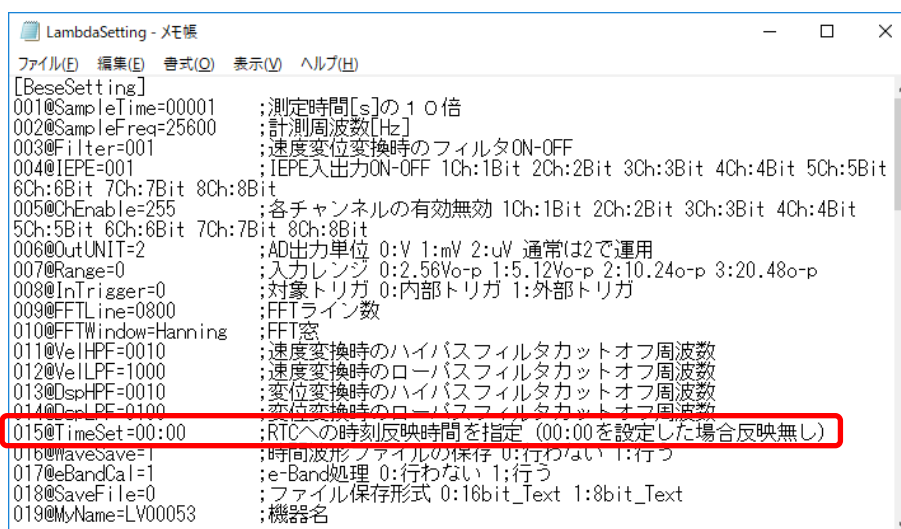 LambdaSetting - メモ帳
ファイル(F) 編集(E) 書式(O) 表示(V) ヘルプ(H)
[BeseSetting]
001@SampleTime=00001 ;測定時間[s]の１０倍
002@SampleFreq=25600 ;計測周波数[Hz]
003@Filter=001 ;速度変位変換時のフィルタON-OFF
004@IEPE=001 ;IEPE入出力ON-OFF 1Ch:1Bit 2Ch:2Bit 3Ch:3Bit 4Ch:4Bit 5Ch:5Bit
6Ch:6Bit 7Ch:7Bit 8Ch:8Bit
005@ChEnable=255 ;各チャンネルの有効無効 1Ch:1Bit 2Ch:2Bit 3Ch:3Bit 4Ch:4Bit
5Ch:5Bit 6Ch:6Bit 7Ch:7Bit 8Ch:8Bit
006@OutUNIT=2 ;AD出力単位 0:V 1:mV 2:uV 通常は2で運用
007@Range=0 ;入力レンジ 0:2.56Vo-p 1:5.12Vo-p 2:10.24o-p 3:20.48o-p
008@InTrigger=0 ;対象トリガ 0:内部トリガ 1:外部トリガ
009@FFTLine=0800 ;FFTライン数
010@FFTWindow=Hanning ;FFT窓
011@VelHPF=0010 ;速度変換時のハイパスフィルタカットオフ周波数
012@VelLPF=1000 ;速度変換時のローパスフィルタカットオフ周波数
013@DspHPF=0010 ;変位変換時のハイパスフィルタカットオフ周波数
014@DspLPF=0100 ;変位変換時のローパスフィルタカットオフ周波数
015@TimeSet=00:00 ;RTCへの時刻反映時間を指定（00:00を設定した場合反映無し）
016@WaveSave=1 ;時間波形ファイルの保存 0:行わない 1:行う
017@eBandCal=1 ;e-Band処理 0:行わない 1;行う
018@SaveFile=0 ;ファイル保存形式 0:16bit_Text 1:8bit_Text
019@MyName=LV00053 ;機器名